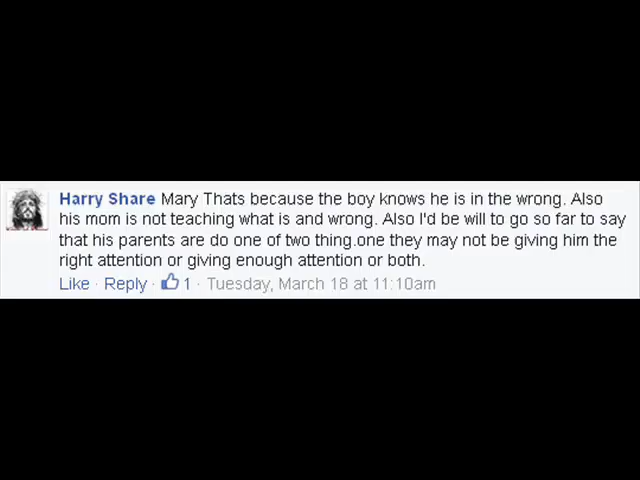 Harry Share Mary Thats because the boy knows he is in the wrong. Also
his mom is not teaching what is and wrong. Also I'd be will to go so far to say
that his parents are do one of two thing.one they may not be giving him the
right attention or giving enough attention or both.
Like · Reply · 1 · Tuesday, March 18 at 11:10am